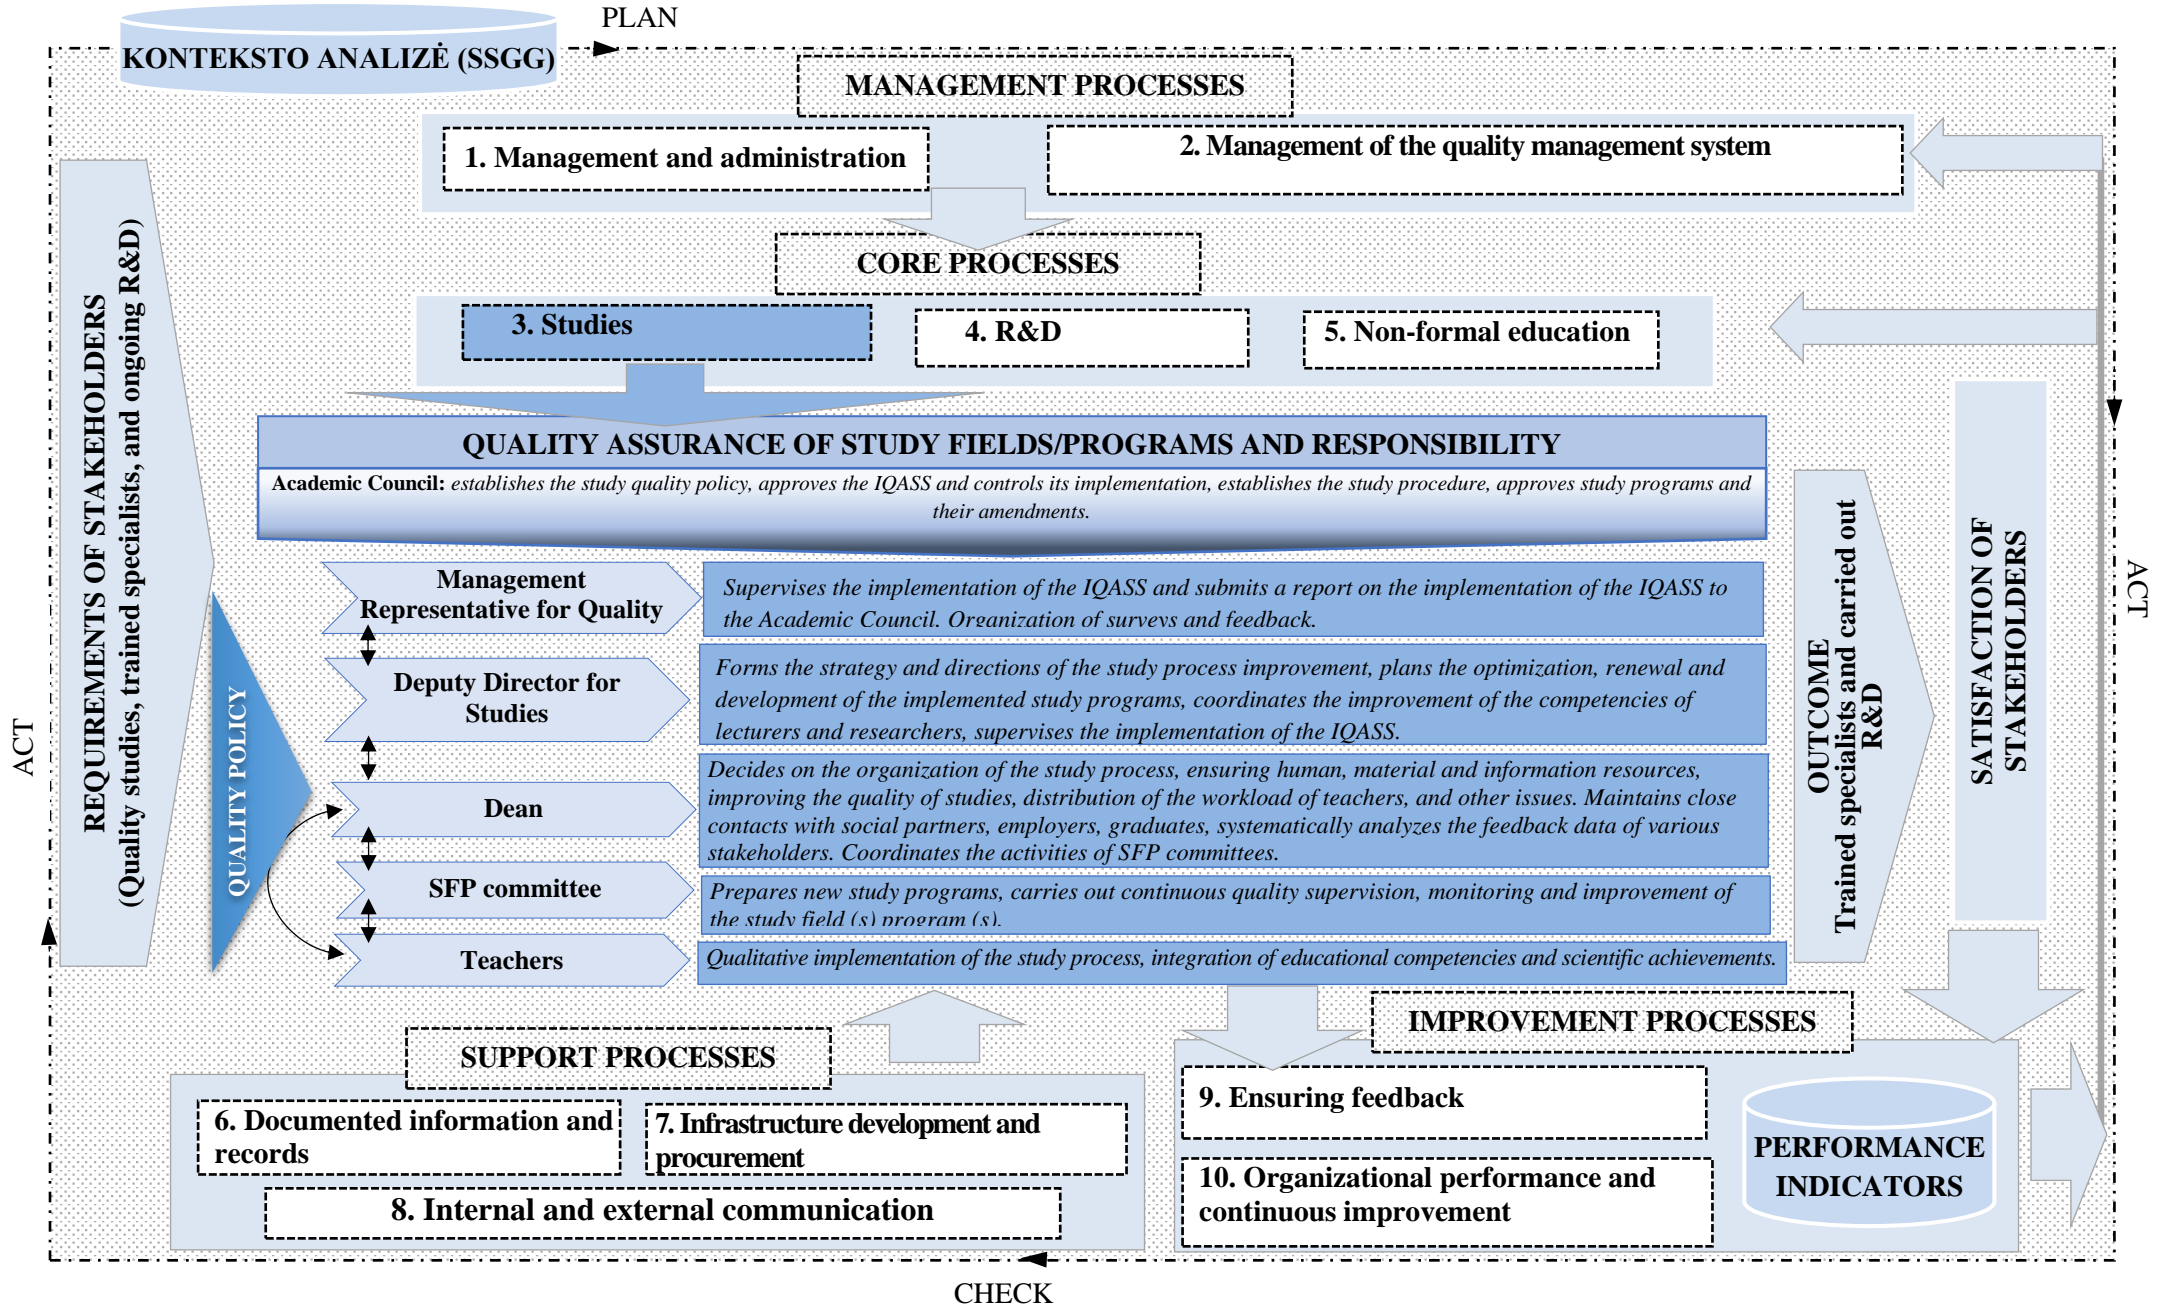 PLAN
KONTEKSTO ANALIZĖ (SSGG)
MANAGEMENT PROCESSES
1. Management and administration
2. Management of the quality management system
CORE PROCESSES
3. Studies
4. R&D
5. Non-formal education
REQUIREMENTS OF STAKEHOLDERS
(Quality studies, trained specialists, and ongoing R&D)
QUALITY ASSURANCE OF STUDY FIELDS/PROGRAMS AND RESPONSIBILITY
Academic Council: establishes the study quality policy, approves the IQASS and controls its implementation, establishes the study procedure, approves study programs and
their amendments.
QUALITY POLICY
Management
Representative for Quality
Supervises the implementation of the IQASS and submits a report on the implementation of the IQASS to
the Academic Council. Organization of surveys and feedback.
Deputy Director for
Studies
Forms the strategy and directions of the study process improvement, plans the optimization, renewal and
development of the implemented study programs, coordinates the improvement of the competencies of
lecturers and researchers, supervises the implementation of the IQASS.
Dean
Decides on the organization of the study process, ensuring human, material and information resources,
improving the quality of studies, distribution of the workload of teachers, and other issues. Maintains close
contacts with social partners, employers, graduates, systematically analyzes the feedback data of various
stakeholders. Coordinates the activities of SFP committees.
SFP committee
Prepares new study programs, carries out continuous quality supervision, monitoring and improvement of
the study field (s) program (s).
Teachers
Qualitative implementation of the study process, integration of educational competencies and scientific achievements.
OUTCOME
Trained specialists and carried out
R&D
SATISFACTION OF
STAKEHOLDERS
ACT
ACT
SUPPORT PROCESSES
6. Documented information and
records
7. Infrastructure development and
procurement
8. Internal and external communication
IMPROVEMENT PROCESSES
9. Ensuring feedback
10. Organizational performance and
continuous improvement
PERFORMANCE
INDICATORS
CHECK